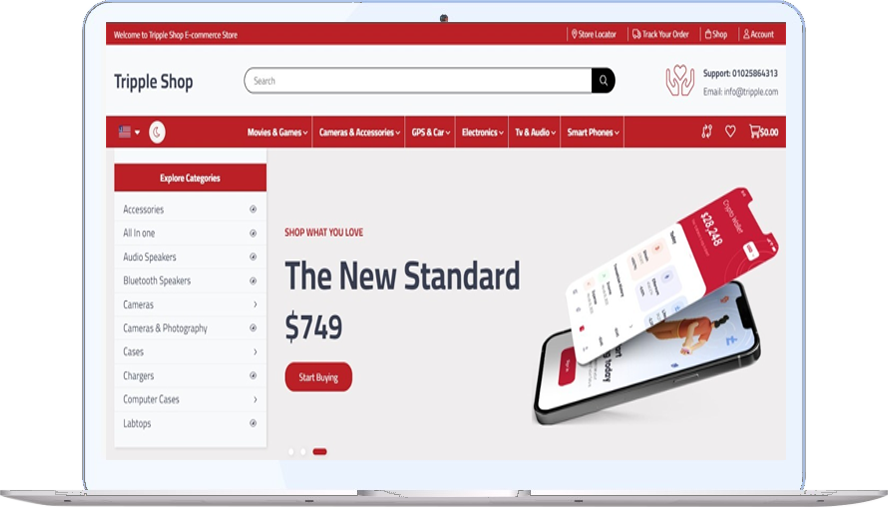 Welcome to Tripple Shop E-commerce Store
Store Locator
Track Your Order
Shop
Account
Tripple Shop
Search
Support: 01025864313
Email: info@tripple.com
Movies & Games
Cameras & Accessories
GPS & Car
Electronics
Tv & Audio
Smart Phones
$0.00
Explore Categories
Accessories
All In one
Audio Speakers
Bluetooth Speakers
Cameras
Cameras & Photography
Cases
Chargers
Computer Cases
Labtops
SHOP WHAT YOU LOVE
The New Standard
$749
Start Buying
Crypto Wallet
$28,248
Today